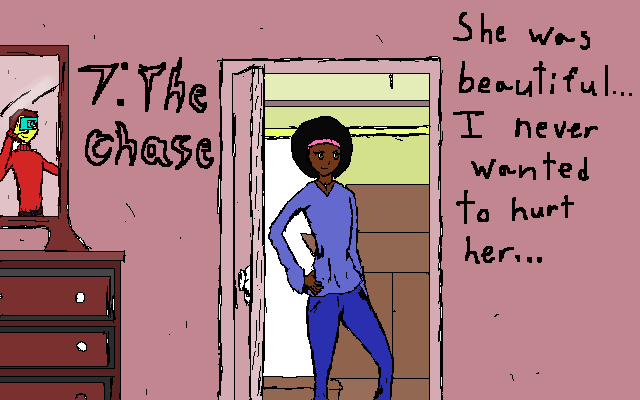 7: The
chase
She was
beautiful...
I never
wanted
to hurt
her...